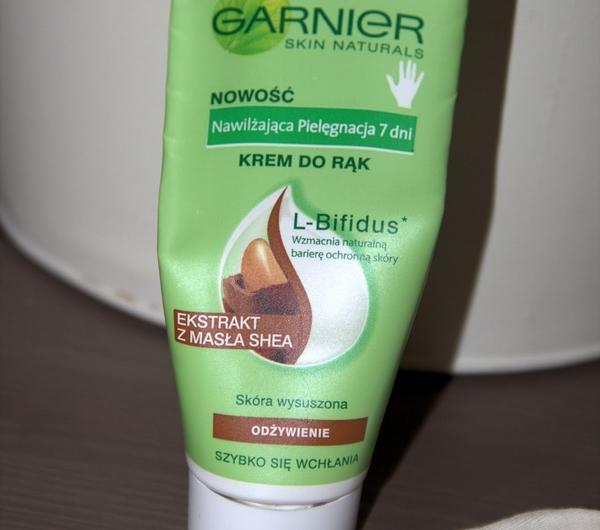 GARNIER
SKIN NATURALS
NOWOŚĆ
Nawilżająca Pielęgnacja 7 dni
KREM DO RĄK
L-Bifidus*
Wzmacnia naturalną
barierę ochronną skóry
EKSTRAKT
Z MASŁA SHEA
Skóra wysuszona
ODŻYWIENIE
SZYBKO SIĘ WCHŁANIA